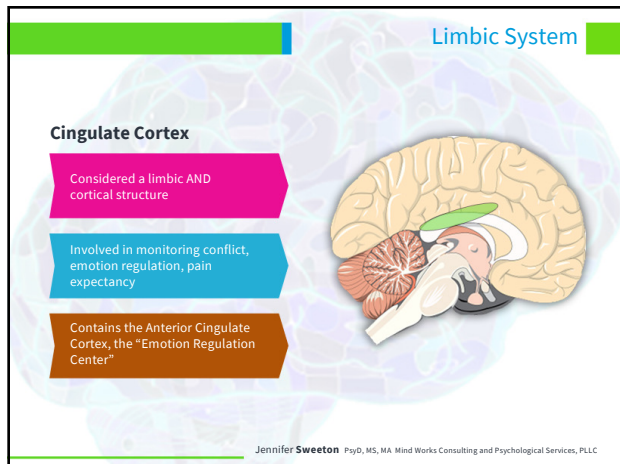 Limbic System
Cingulate Cortex
Considered a limbic AND
cortical structure
Involved in monitoring conflict,
emotion regulation, pain
expectancy
Contains the Anterior Cingulate
Cortex, the “Emotion Regulation
Center”
Jennifer Sweeton PsyD, MS, MA Mind Works Consulting and Psychological Services, PLLC